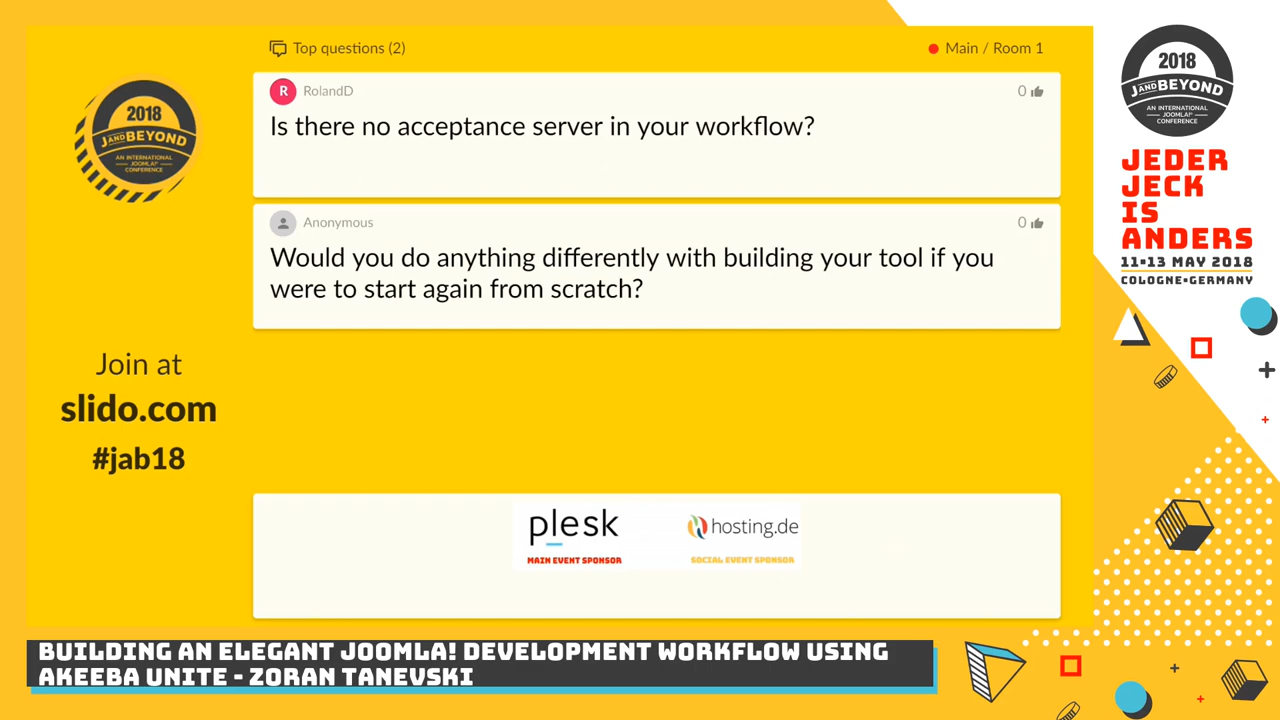 Top questions (2)
Main / Room 1
2018
JANDBEYOND
AN INTERNATIONAL
JOOMLA!
CONFERENCE
R RolandD
0
Is there no acceptance server in your workflow?
Anonymous
0
Would you do anything differently with building your tool if you
were to start again from scratch?
Join at
slido.com
#jab18
plesk
MAIN EVENT SPONSOR
hosting.de
SOCIAL EVENT SPONSOR
2018
JANDBEYOND
AN INTERNATIONAL
JOOMLA!
CONFERENCE
JEDER
JECK
IS
ANDERS
11-13 MAY 2018
COLOGNE•GERMANY
BUILDING AN ELEGANT JOOMLA! DEVELOPMENT WORKFLOW USING
AKEEBA UNITE - ZORAN TANEVSKI